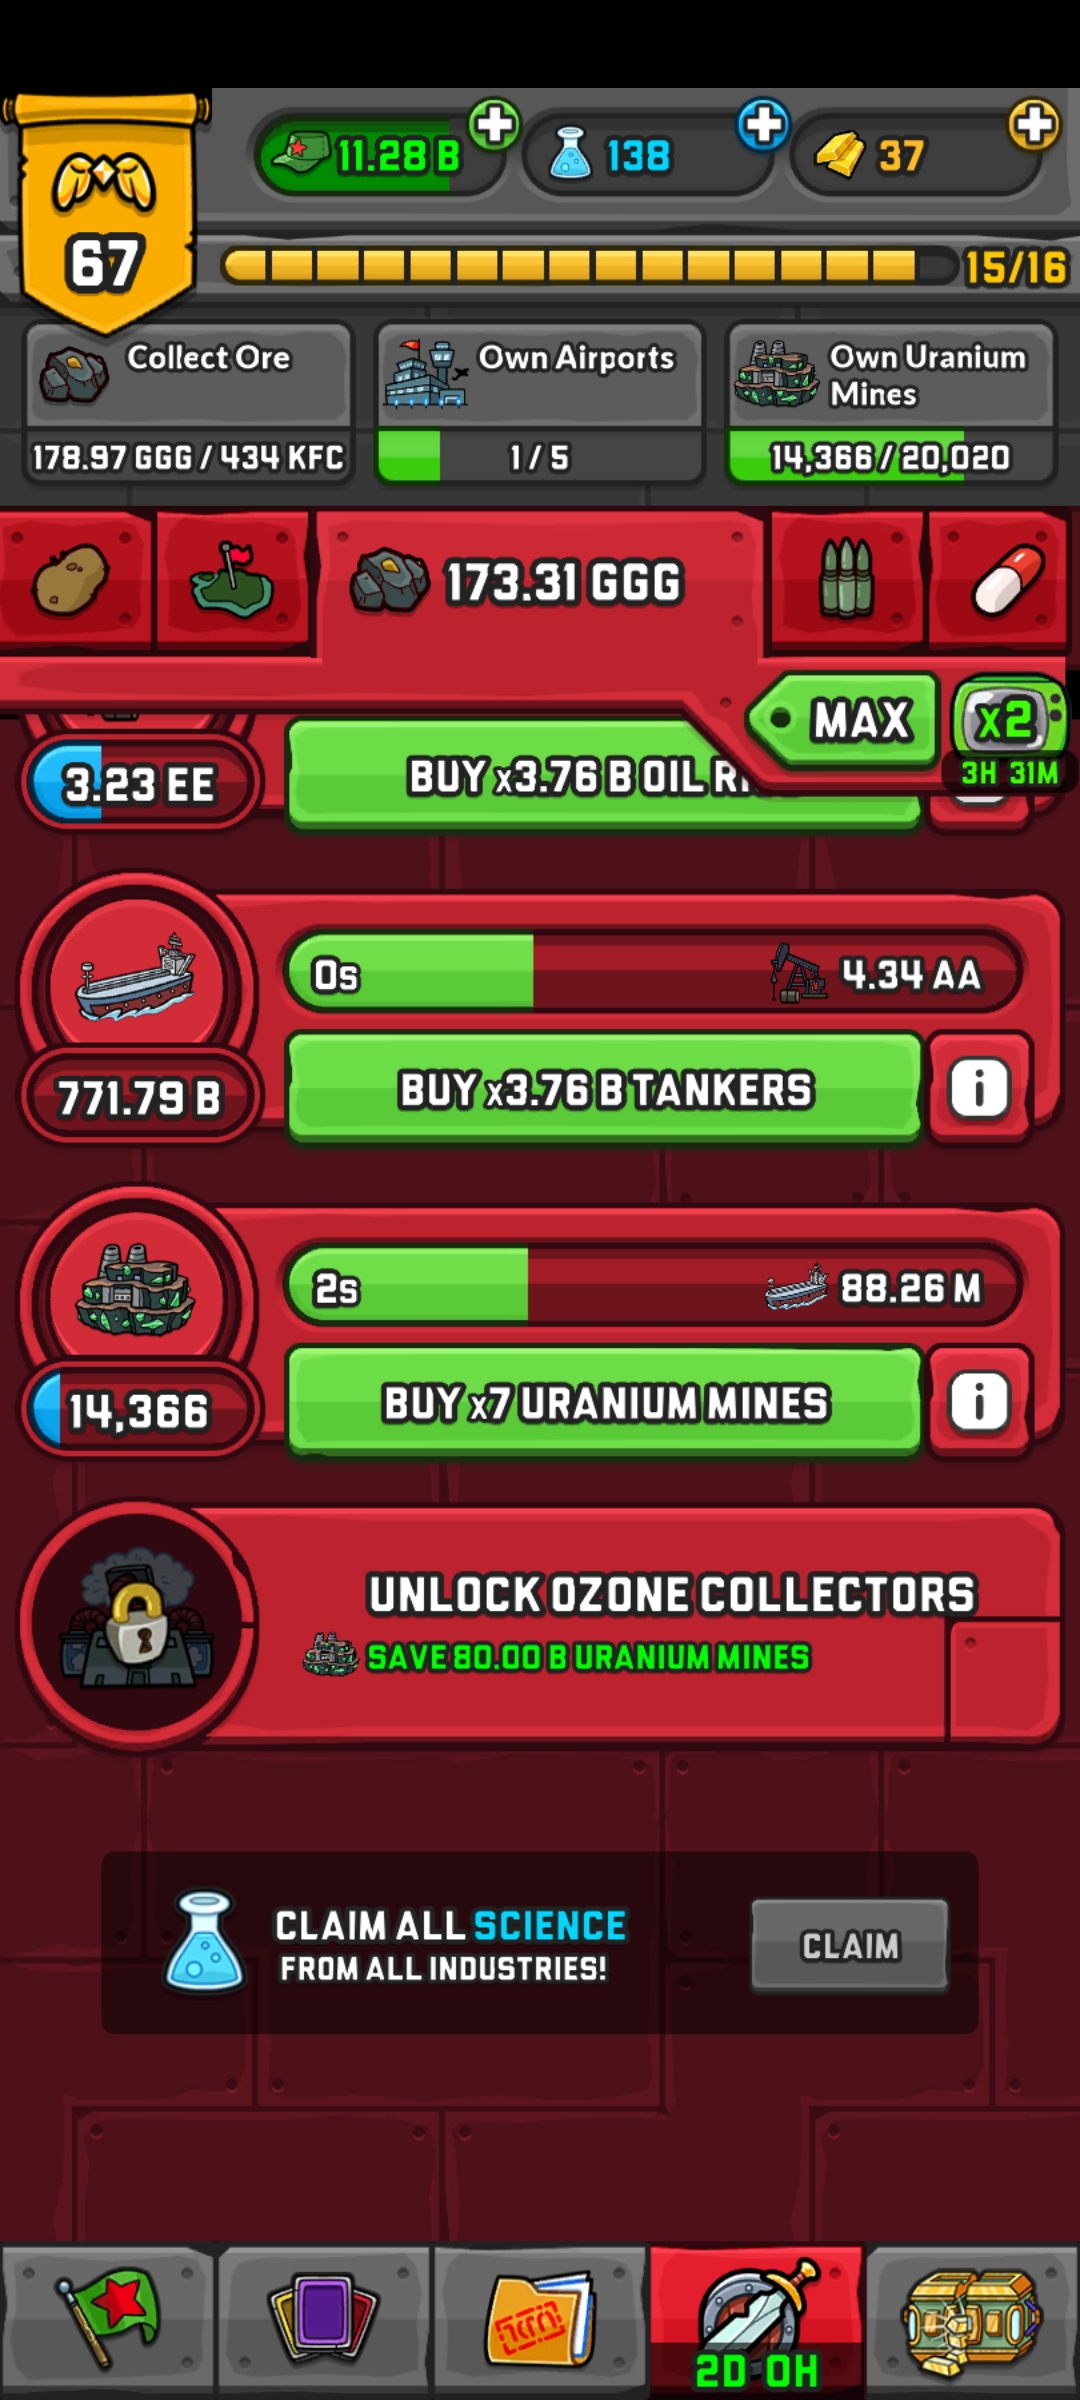 11.28 B
138
37
67
15/16
Collect Ore
Own Airports
Own Uranium
Mines
178.97 GGG / 434 KFC
1 / 5
14,366 / 20,020
173.31 GGG
MAX
x2
3H 31M
3.23 EE
BUY x3.76 B OIL
0s
4.34 AA
771.79 B
BUY x3.76 B TANKERS
i
2s
88.26 M
14,366
BUY x7 URANIUM MINES
i
UNLOCK OZONE COLLECTORS
SAVE 80.00 B URANIUM MINES
CLAIM ALL SCIENCE
FROM ALL INDUSTRIES!
CLAIM
2D 0H